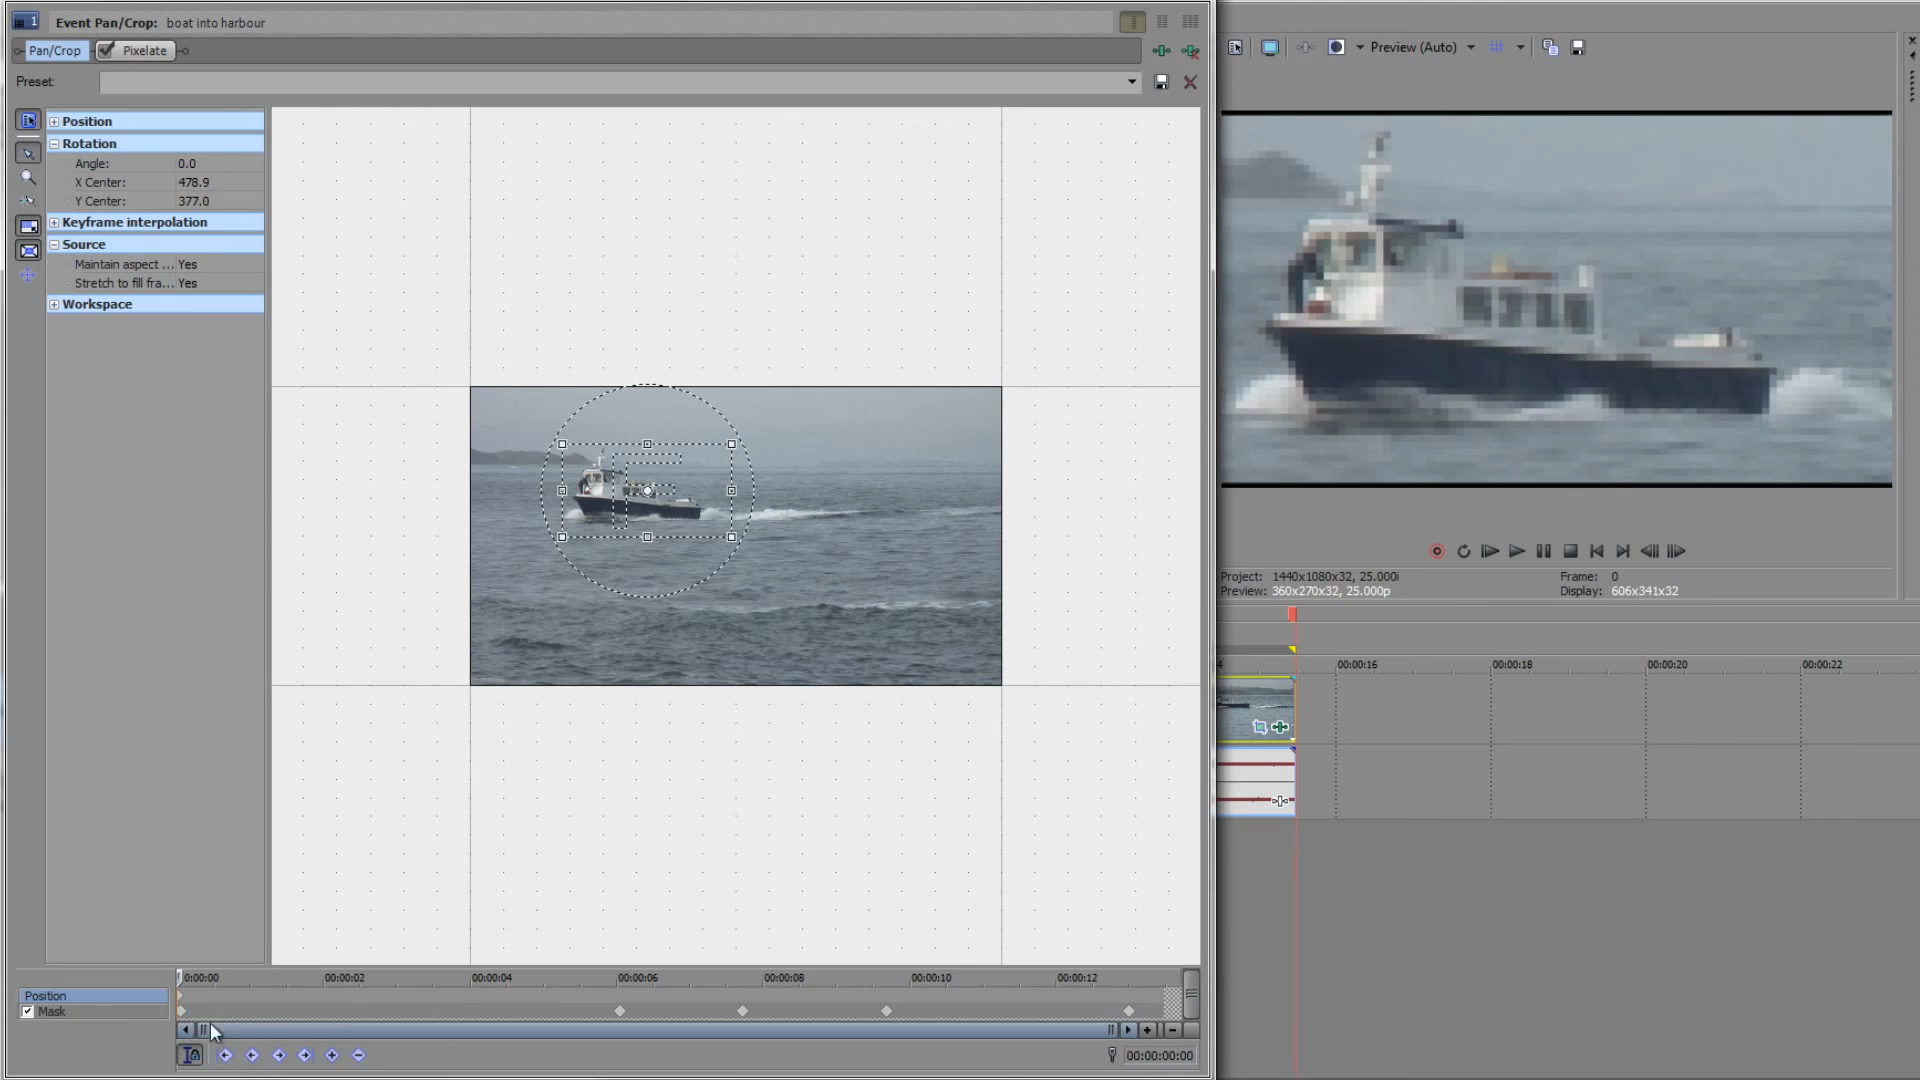 1 Event Pan/Crop: boat into harbour
Pan/Crop Pixelate
Preset:
Position
Rotation
Angle: 0.0
X Center: 478.9
Y Center: 377.0
Keyframe interpolation
Source
Maintain aspect ... Yes
Stretch to fill fra... Yes
Workspace
F
0:00:00 00:00:02 00:00:04 00:00:06 00:00:08 00:00:10 00:00:12
Position
Mask
00:00:00:00
Preview (Auto)
Project: 1440x1080x32, 25.000i
Preview: 360x270x32, 25.000p
Frame: 0
Display: 606x341x32
4 00:00:16 00:00:18 00:00:20 00:00:22